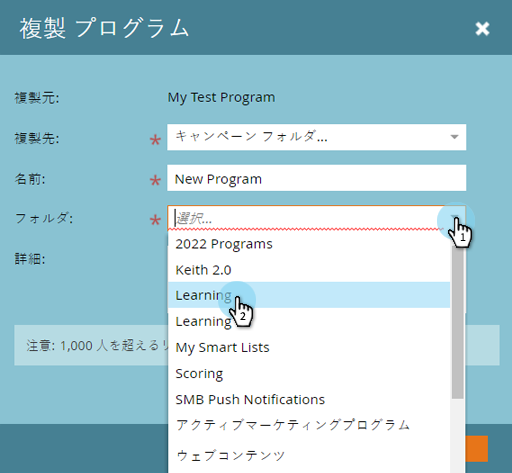 複製 プログラム
複製元: My Test Program
複製先: * キャンペーン フォルダ...
名前: * New Program
フォルダ: * 選択...
1
2022 Programs
詳細:
Keith 2.0
Learning
2
Learning
注意: 1,000 人を超える
My Smart Lists
Scoring
SMB Push Notifications
アクティブマーケティングプログラム
ウェブコンテンツ